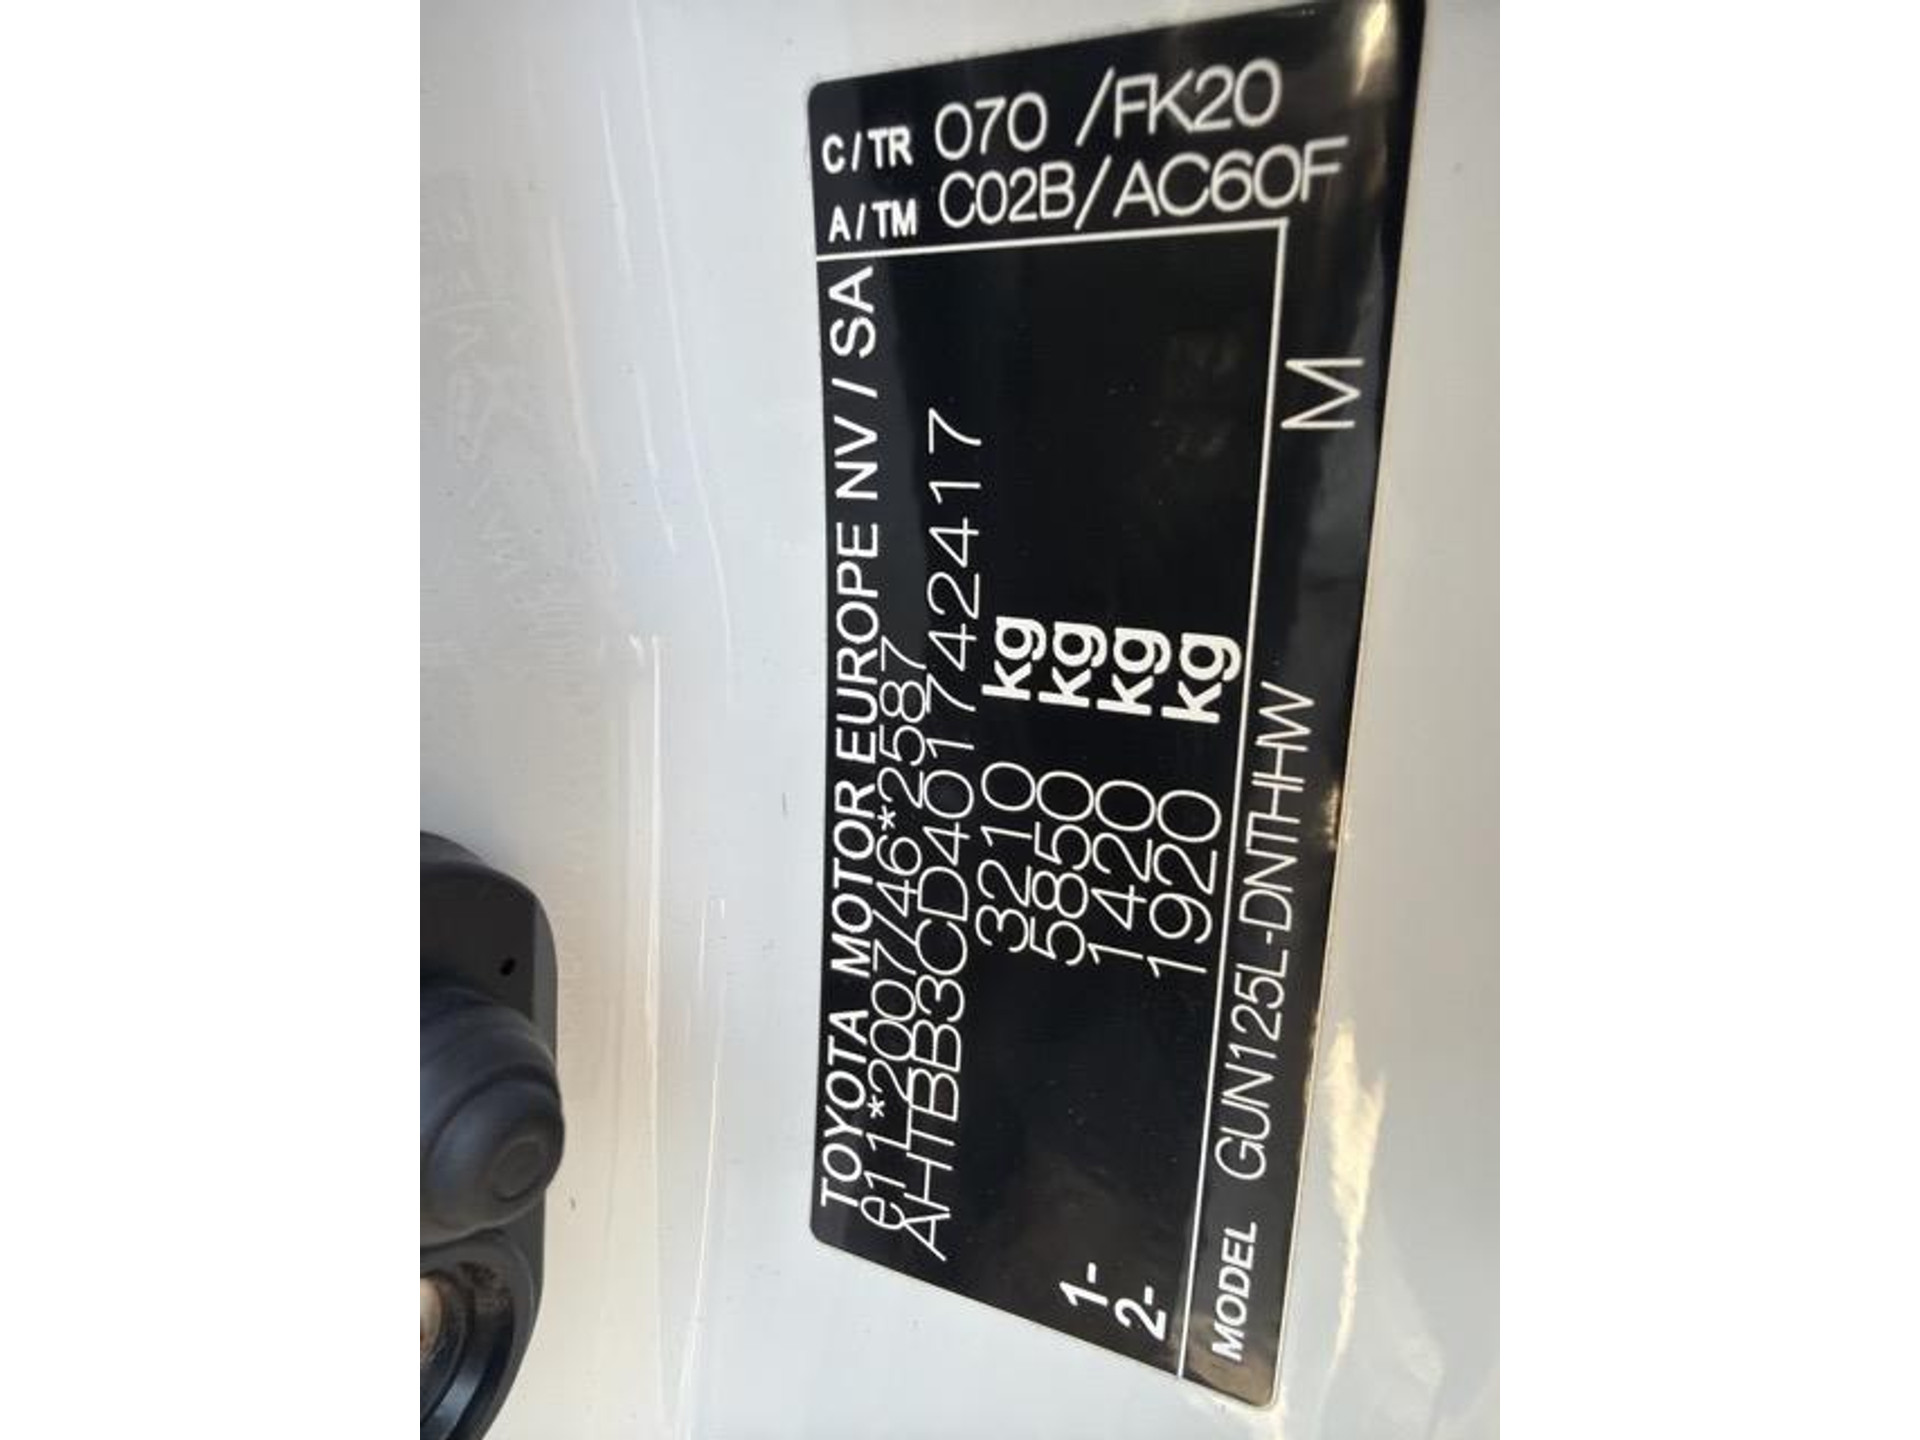 TOYOTA MOTOR EUROPE NV / SA
e11*2007/46*2587
AHTBB3CD401742417
3210 kg
5850 kg
1- 1420 kg
2- 1920 kg
MODEL GUN125L-DNTHHW M
C/TR 070 /FK20
A/TM C02B/AC60F